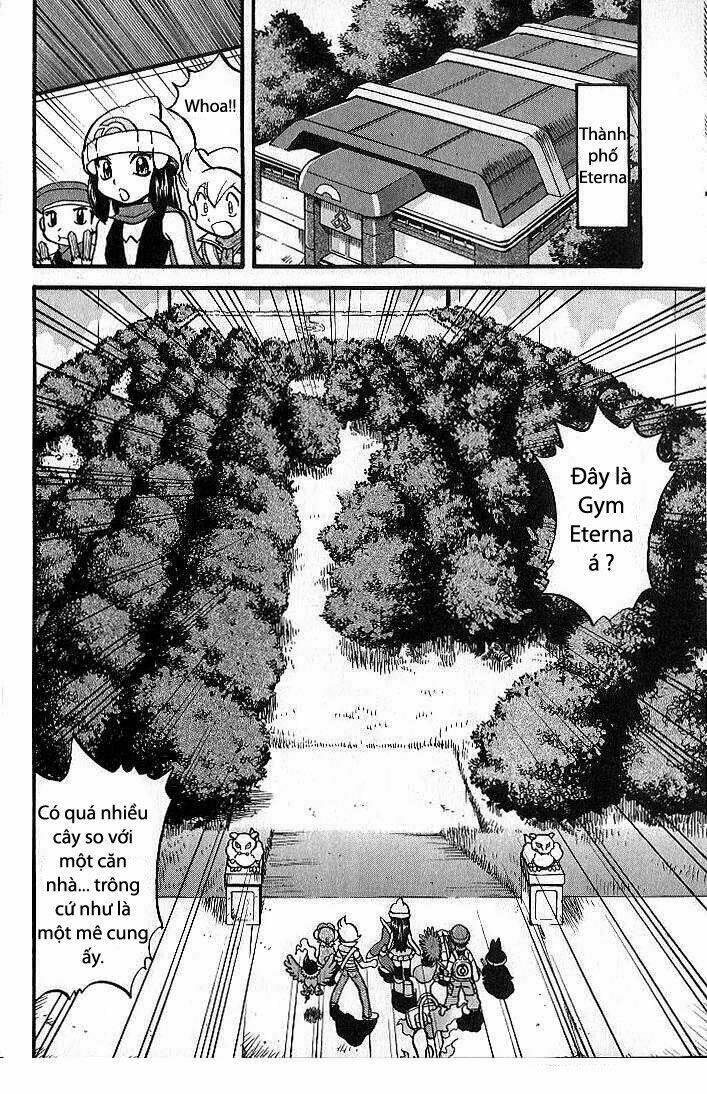 Whoa!!
Thành
phố
Eterna
Đây là
Gym
Eterna
á ?
Có quá nhiều
cây so với
một căn
nhà... trông
cứ như là
một mê cung
ấy.